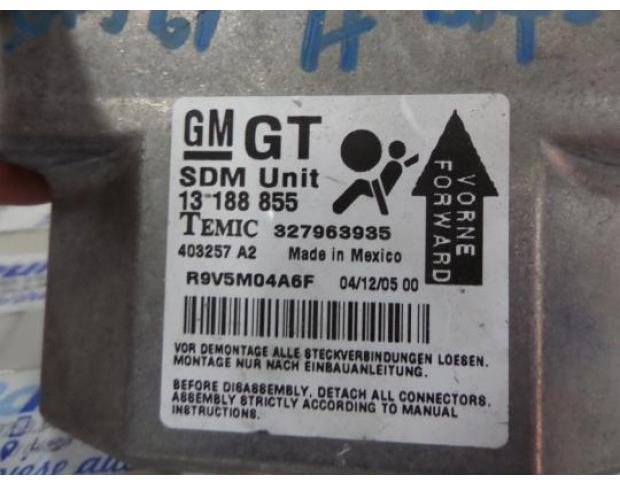 GM GT
SDM Unit
13 188 855
TEMIC 327963935
403257 A2 Made in Mexico
R9V5M04A6F 04/12/05 00
VORNE
FORWARD
VOR DEMONTAGE ALLE STECKVERBINDUNGEN LOESEN.
MONTAGE NUR NACH EINBAUANLEITUNG.
BEFORE DISASSEMBLY, DETACH ALL CONNECTORS.
ASSEMBLY STRICTLY ACCORDING TO MANUAL
INSTRUCTIONS.